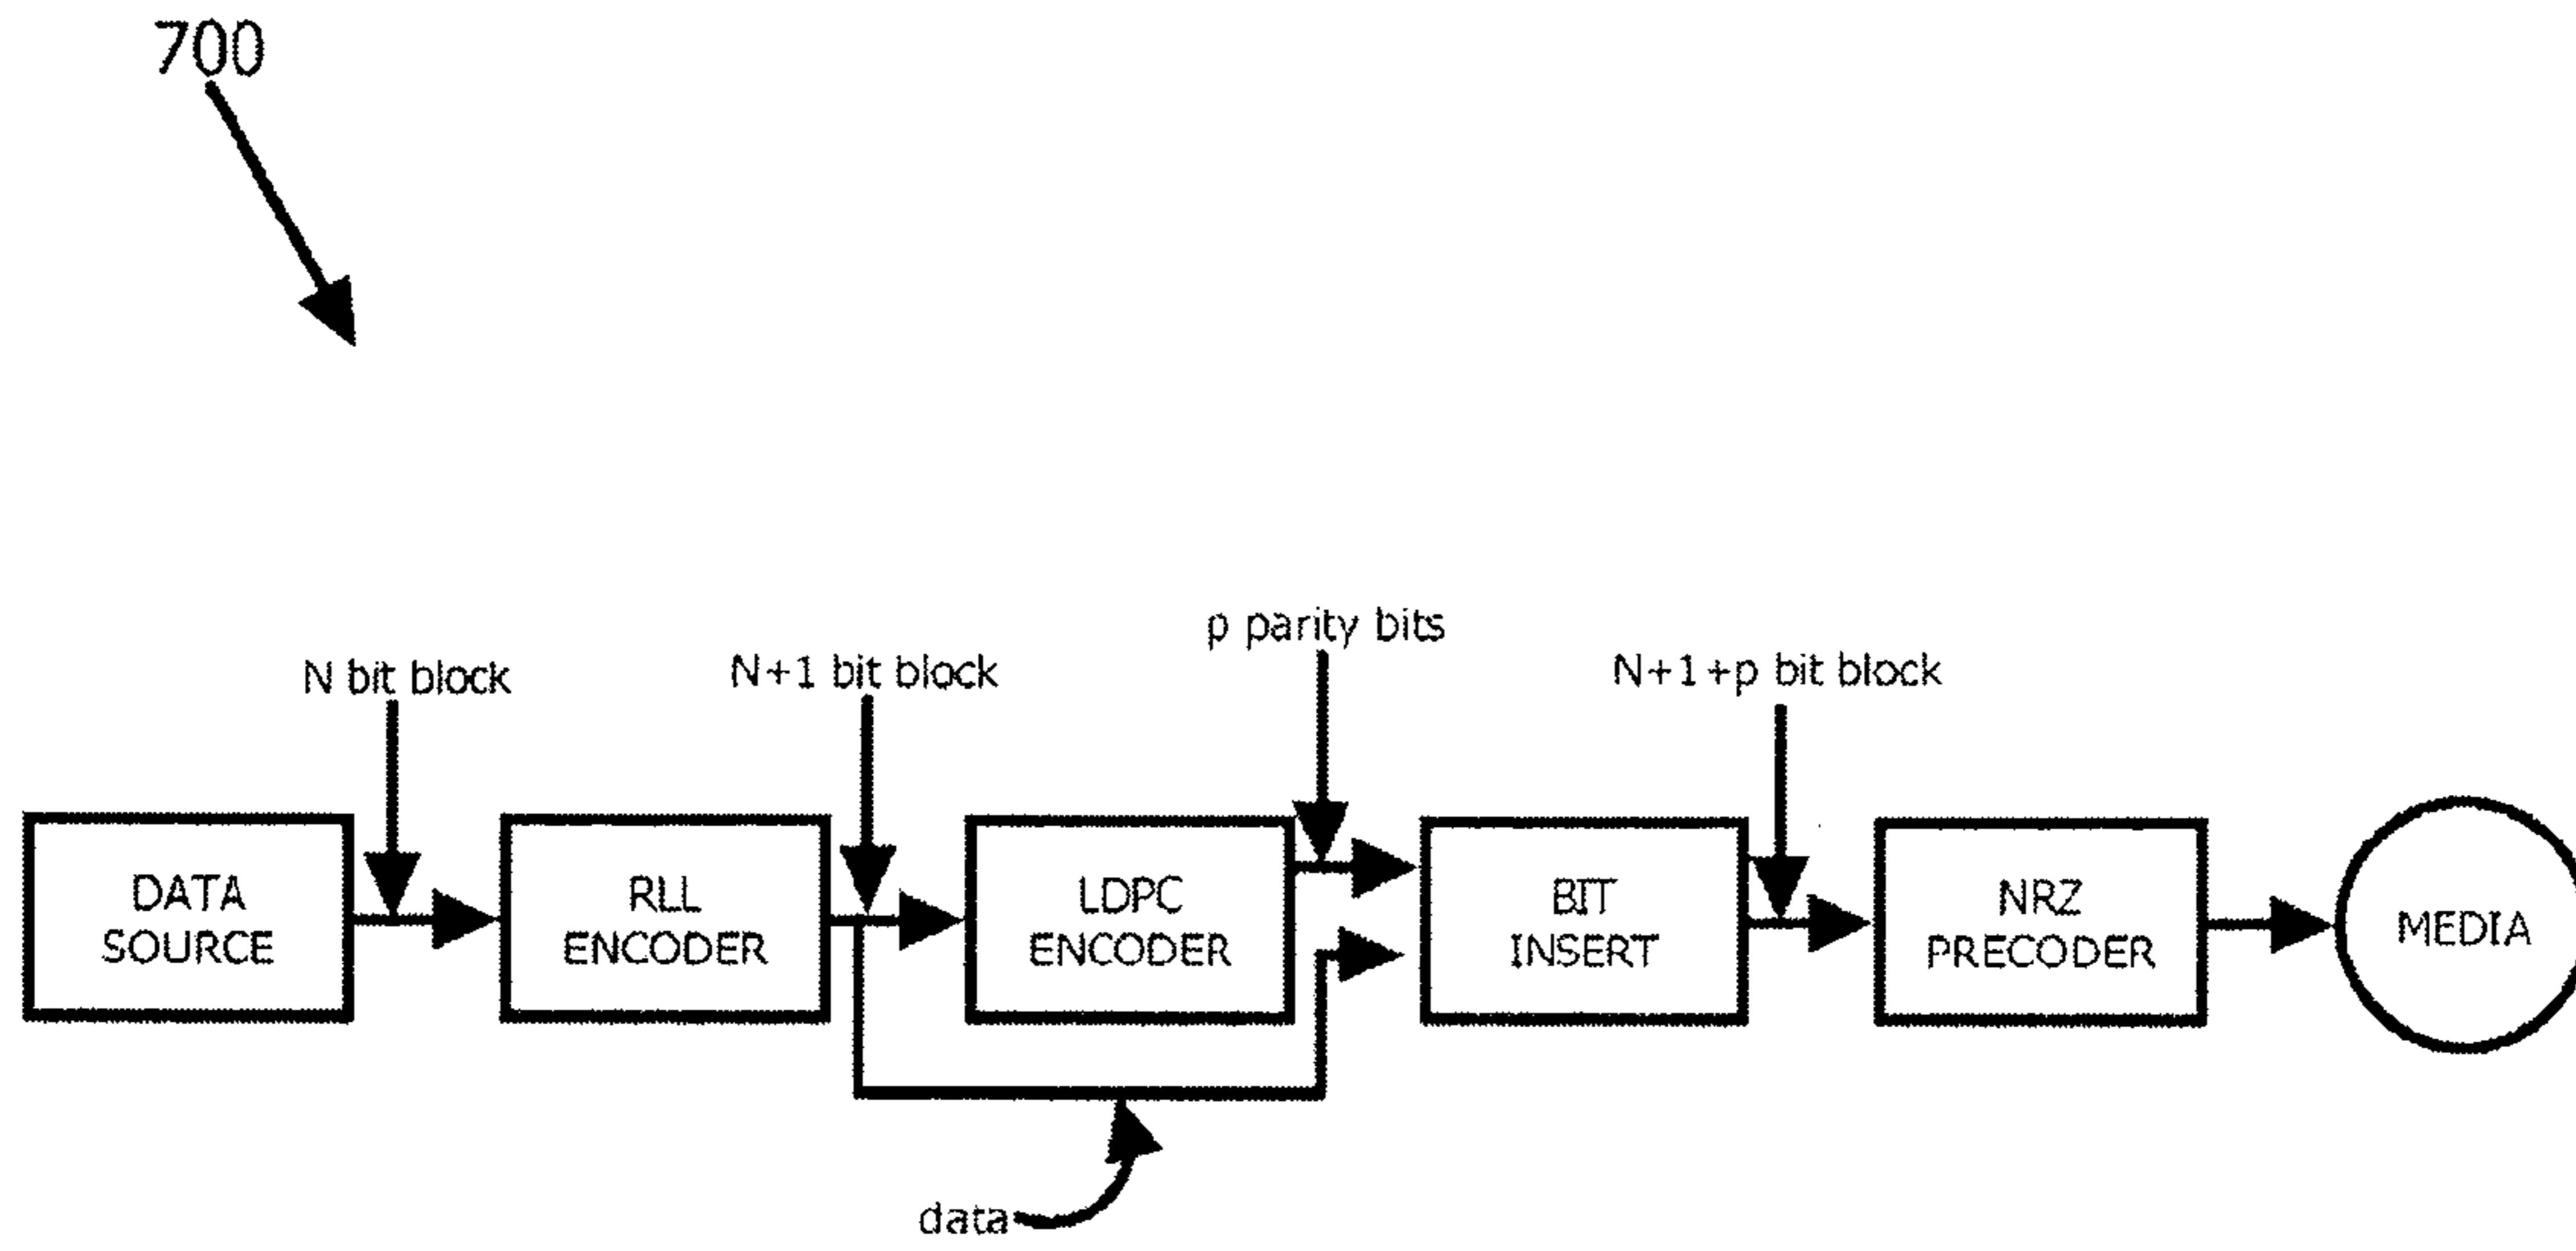 700
p parity bits
N bit block
N+1 bit block
N+1+p bit block
DATA
SOURCE
RLL
ENCODER
LDPC
ENCODER
BIT
INSERT
NRZ
PRECODER
MEDIA
data